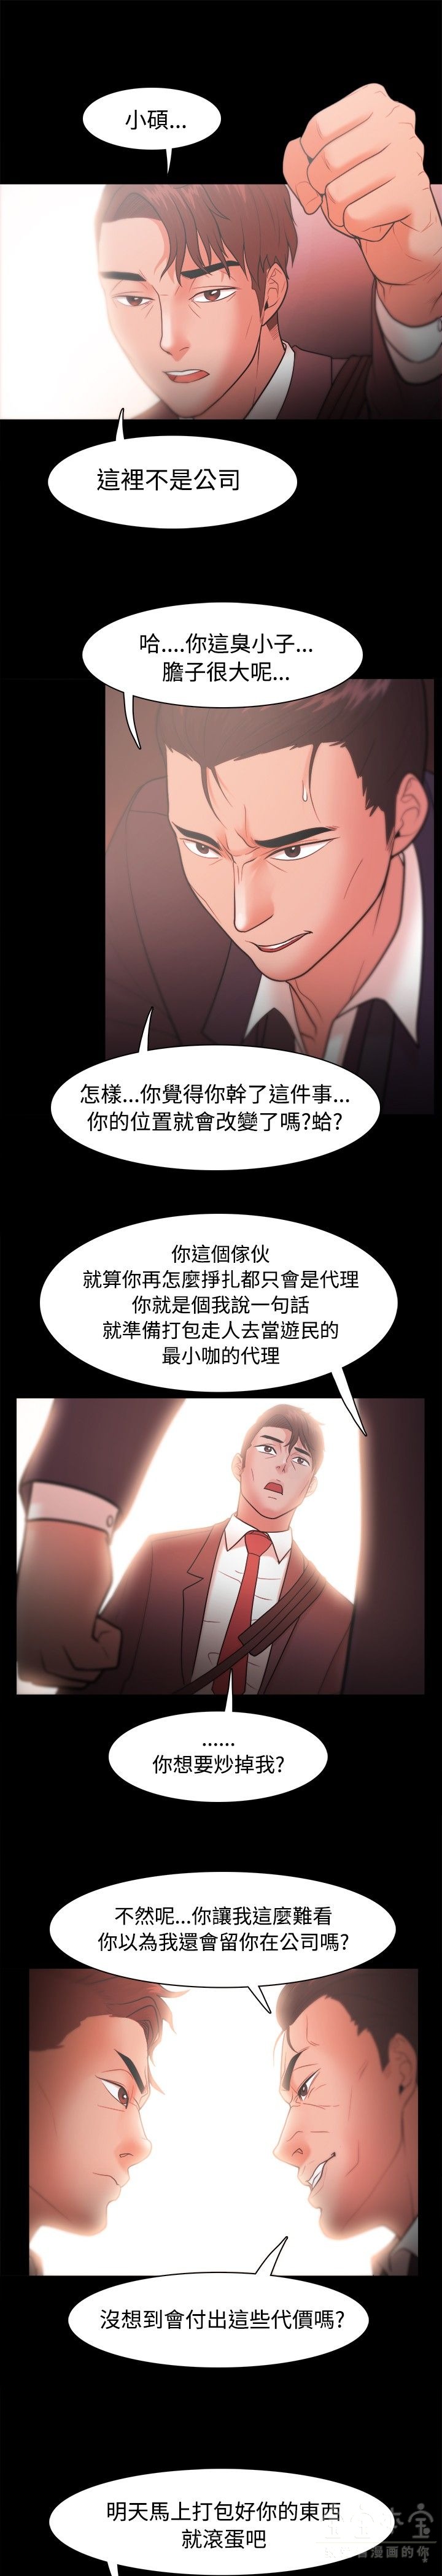 小碩...
這裡不是公司
哈....你這臭小子...
膽子很大呢...
怎樣...你覺得你幹了這件事...
你的位置就會改變了嗎?蛤?
你這個傢伙
就算你再怎麼掙扎都只會是代理
你就是個我說一句話
就準備打包走人去當遊民的
最小咖的代理
......
你想要炒掉我?
不然呢...你讓我這麼難看
你以為我還會留你在公司嗎?
沒想到會付出這些代價嗎?
明天馬上打包好你的東西
就滾蛋吧
漫画的你